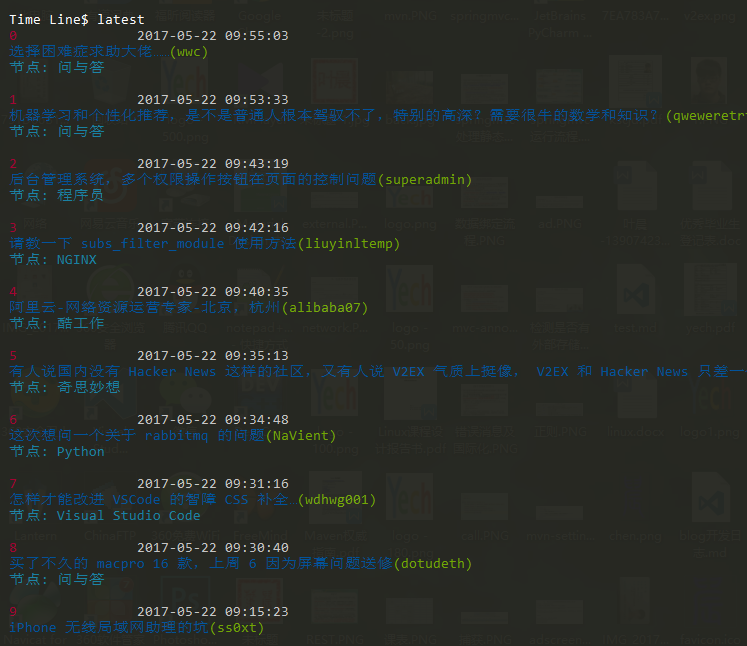 Time Line$ latest
0 2017-05-22 09:55:03
选择困难症求助大佬……(wwc)
节点: 问与答
1 2017-05-22 09:53:33
机器学习和个性化推荐，是不是普通人根本驾驭不了，特别的高深？需要很牛的数学和知识？(qweweretr
节点: 问与答
2 2017-05-22 09:43:19
后台管理系统，多个权限操作按钮在页面的控制问题(superadmin)
节点: 程序员
3 2017-05-22 09:42:16
请教一下 subs_filter_module 使用方法(liuyinltemp)
节点: NGINX
4 2017-05-22 09:40:35
阿里云-网络资源运营专家-北京，杭州(alibaba07)
节点: 酷工作
5 2017-05-22 09:35:13
有人说国内没有 Hacker News 这样的社区，又有人说 V2EX 气质上挺像， V2EX 和 Hacker News 只差一
节点: 奇思妙想
6 2017-05-22 09:34:48
这次想问一个关于 rabbitmq 的问题(NaVient)
节点: Python
7 2017-05-22 09:31:16
怎样才能改进 VSCode 的智障 CSS 补全…(wdhwg001)
节点: Visual Studio Code
8 2017-05-22 09:30:40
买了不久的 macpro 16 款，上周 6 因为屏幕问题送修(dotudeth)
节点: 问与答
9 2017-05-22 09:15:23
iPhone 无线局域网助理的坑(ss0xt)